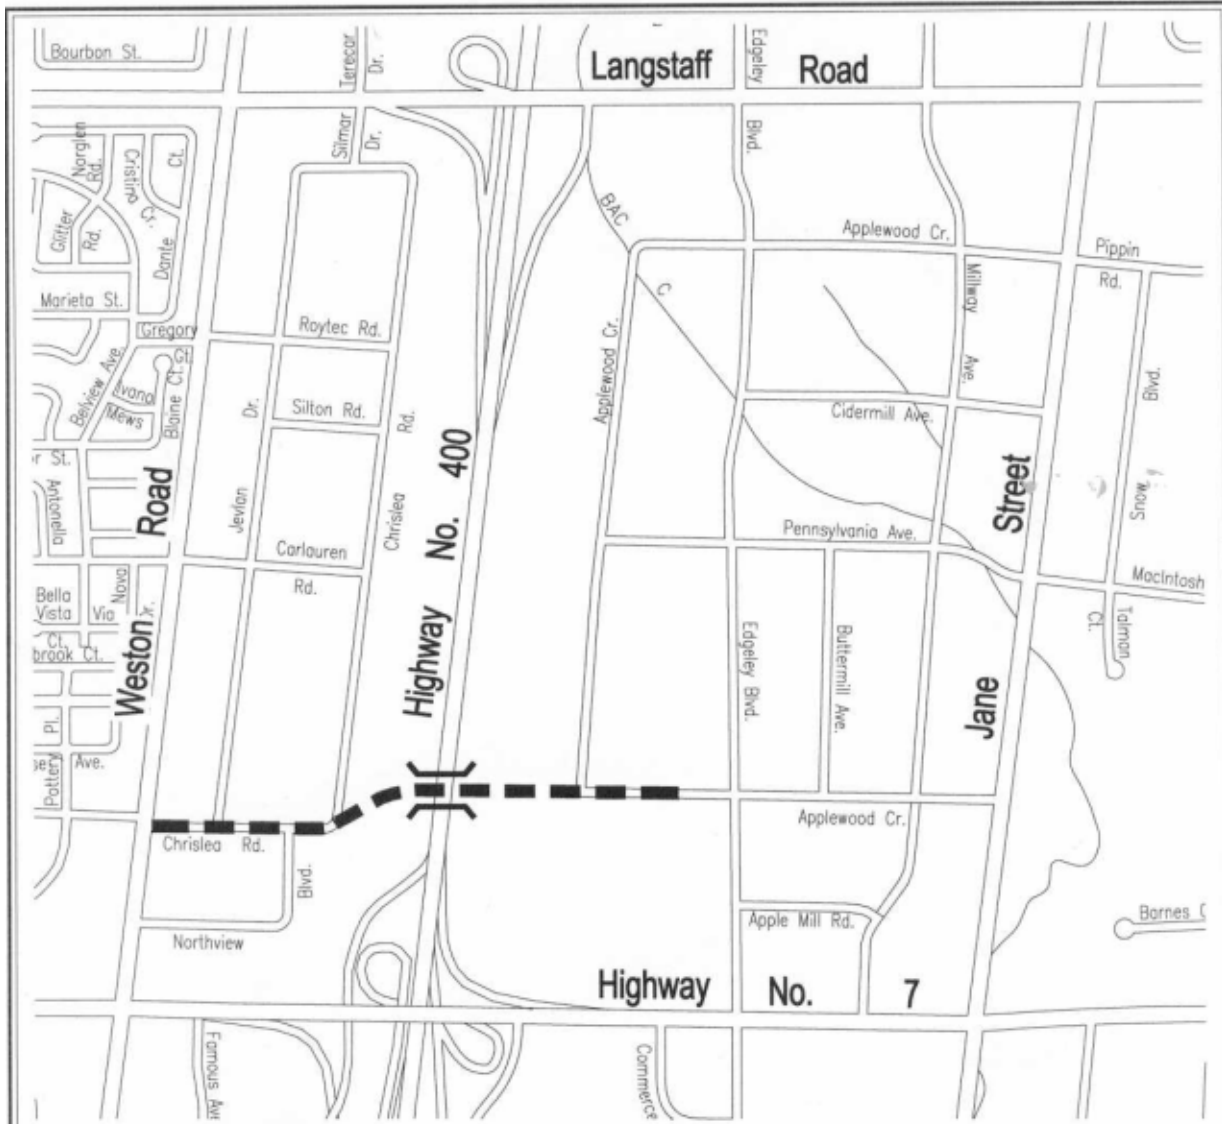 Bourbon St.
Terecar
Dr.
Langstaff Road
Edgeley
Blvd.
Silmar
Dr.
Norglen
Rd.
Cristina
Cr.
Ct.
Glitter
Rd.
Dante
BAC
Applewood Cr.
Pippin
Rd.
Marieta St.
Gregory
Gt.
Roytec Rd.
C
Millway
Ave.
Applewood Cr.
Belview Ave.
Ivana
Mews
Blaine Ct.
Jevlan
Dr.
Silton Rd.
Chrislea
Rd.
Cidermill Ave.
Snow
Blvd.
or St.
Antonella
Weston Road
Highway No. 400
Jane Street
Carlauren
Rd.
Pennsylvania Ave.
MacIntosh
Bella
Vista
Via
Nova
Ct.
brook Ct.
Talman
Ct.
Edgeley Blvd.
Buttermill Ave.
Pl.
Ave.
Pottery
Chrislea Rd.
Applewood Cr.
Blvd.
Northview
Apple Mill Rd.
Barnes C
Highway No. 7
Famous Av
Commerce